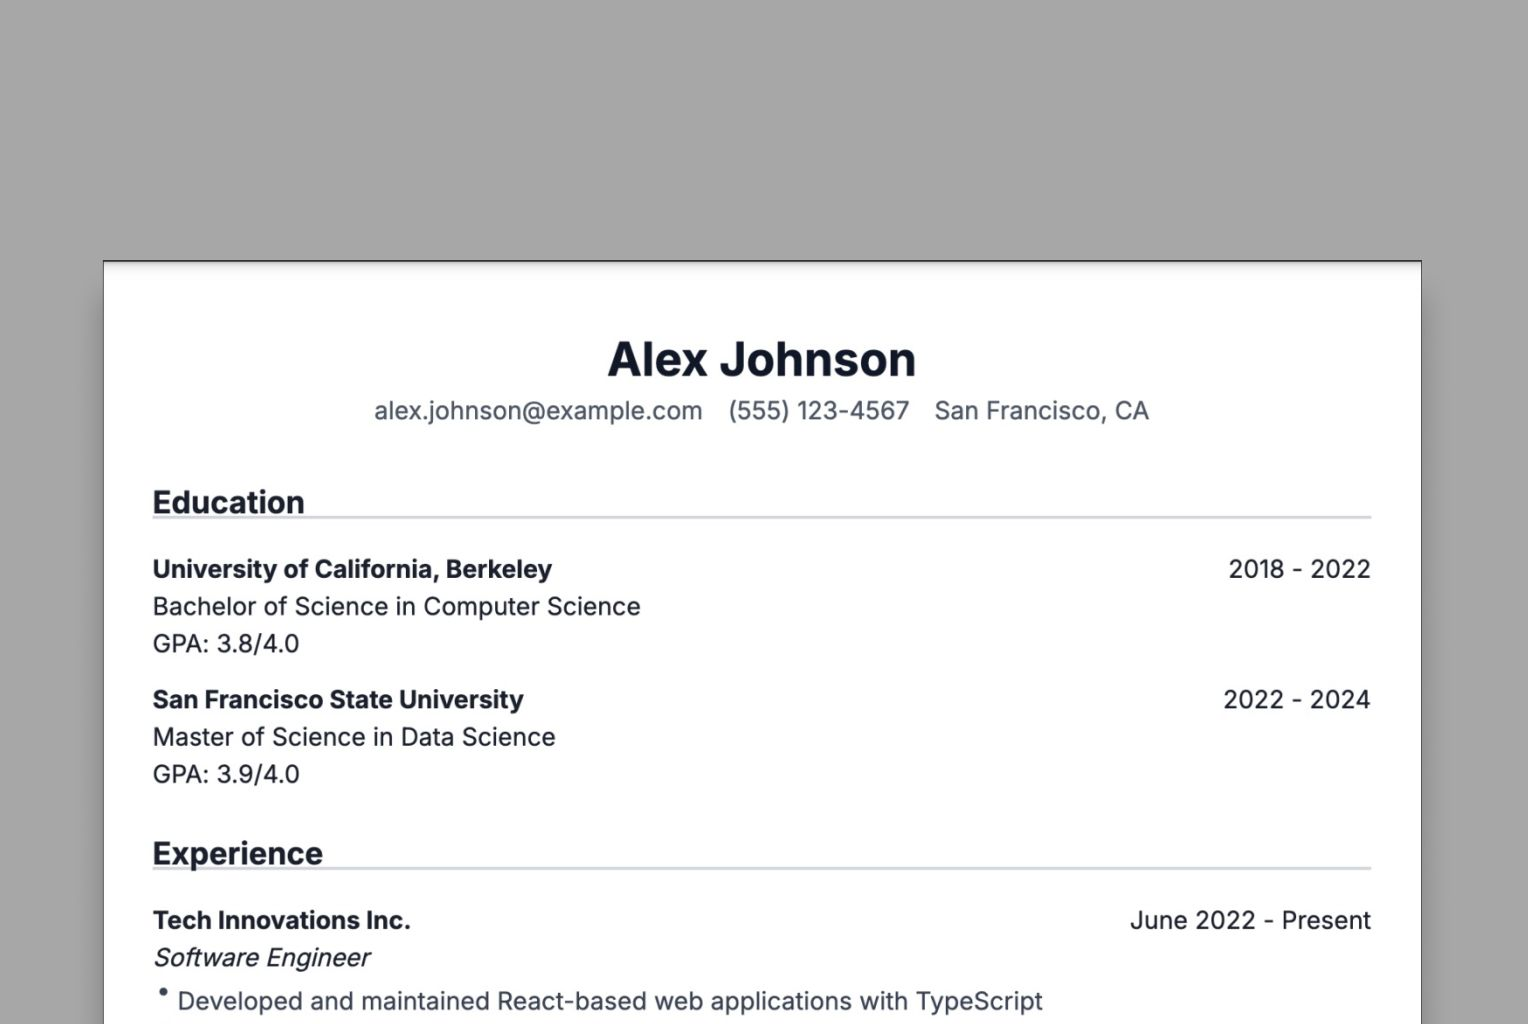 Alex Johnson
alex.johnson@example.com (555) 123-4567 San Francisco, CA
Education
University of California, Berkeley 2018 - 2022
Bachelor of Science in Computer Science
GPA: 3.8/4.0
San Francisco State University 2022 - 2024
Master of Science in Data Science
GPA: 3.9/4.0
Experience
Tech Innovations Inc. June 2022 - Present
Software Engineer
• Developed and maintained React-based web applications with TypeScript